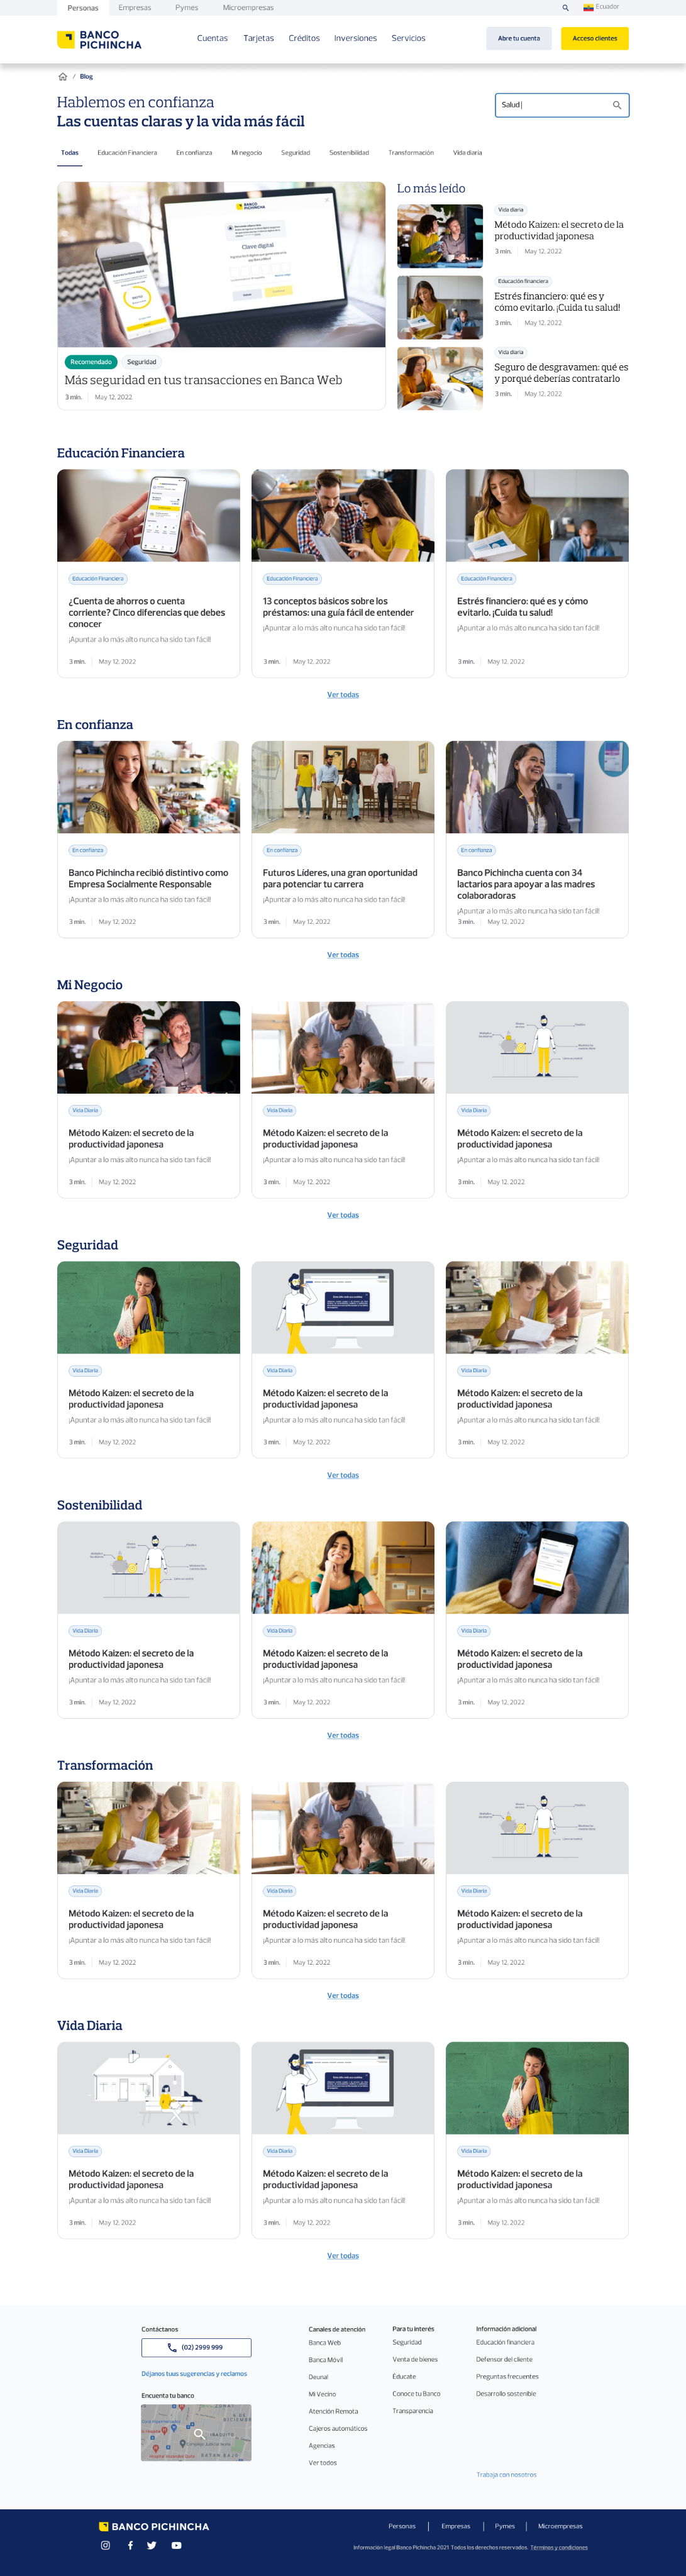 Personas
Empresas
Pymes
Microempresas
Ecuador
BANCO
PICHINCHA
Cuentas
Tarjetas
Créditos
Inversiones
Servicios
Abre tu cuenta
Acceso clientes
/ Blog
Hablemos en confianza
Las cuentas claras y la vida más fácil
Salud
Todas
Educación Financiera
En confianza
Mi negocio
Seguridad
Sostenibilidad
Transformación
Vida diaria
BANCO
PICHINCHA
Clave digital
Recomendado
Seguridad
Más seguridad en tus transacciones en Banca Web
3 min.
May 12, 2022
Lo más leído
Vida diaria
Método Kaizen: el secreto de la
productividad japonesa
3 min.
May 12, 2022
Educación financiera
Estrés financiero: qué es y
cómo evitarlo. ¡Cuida tu salud!
3 min.
May 12, 2022
Vida diaria
Seguro de desgravamen: qué es
y porqué deberías contratarlo
3 min.
May 12, 2022
Educación Financiera
Educación Financiera
¿Cuenta de ahorros o cuenta
corriente? Cinco diferencias que debes
conocer
¡Apuntar a lo más alto nunca ha sido tan fácil!
3 min.
May 12, 2022
Educación Financiera
13 conceptos básicos sobre los
préstamos: una guía fácil de entender
¡Apuntar a lo más alto nunca ha sido tan fácil!
3 min.
May 12, 2022
Educación Financiera
Estrés financiero: qué es y cómo
evitarlo. ¡Cuida tu salud!
¡Apuntar a lo más alto nunca ha sido tan fácil!
3 min.
May 12, 2022
Ver todas
En confianza
En confianza
Banco Pichincha recibió distintivo como
Empresa Socialmente Responsable
¡Apuntar a lo más alto nunca ha sido tan fácil!
3 min.
May 12, 2022
En confianza
Futuros Líderes, una gran oportunidad
para potenciar tu carrera
¡Apuntar a lo más alto nunca ha sido tan fácil!
3 min.
May 12, 2022
En confianza
Banco Pichincha cuenta con 34
lactarios para apoyar a las madres
colaboradoras
¡Apuntar a lo más alto nunca ha sido tan fácil!
3 min.
May 12, 2022
Ver todas
Mi Negocio
Vida Diaria
Método Kaizen: el secreto de la
productividad japonesa
¡Apuntar a lo más alto nunca ha sido tan fácil!
3 min.
May 12, 2022
Vida Diaria
Método Kaizen: el secreto de la
productividad japonesa
¡Apuntar a lo más alto nunca ha sido tan fácil!
3 min.
May 12, 2022
Vida Diaria
Método Kaizen: el secreto de la
productividad japonesa
¡Apuntar a lo más alto nunca ha sido tan fácil!
3 min.
May 12, 2022
Ver todas
Seguridad
Vida Diaria
Método Kaizen: el secreto de la
productividad japonesa
¡Apuntar a lo más alto nunca ha sido tan fácil!
3 min.
May 12, 2022
Vida Diaria
Método Kaizen: el secreto de la
productividad japonesa
¡Apuntar a lo más alto nunca ha sido tan fácil!
3 min.
May 12, 2022
Vida Diaria
Método Kaizen: el secreto de la
productividad japonesa
¡Apuntar a lo más alto nunca ha sido tan fácil!
3 min.
May 12, 2022
Ver todas
Sostenibilidad
Vida Diaria
Método Kaizen: el secreto de la
productividad japonesa
¡Apuntar a lo más alto nunca ha sido tan fácil!
3 min.
May 12, 2022
Vida Diaria
Método Kaizen: el secreto de la
productividad japonesa
¡Apuntar a lo más alto nunca ha sido tan fácil!
3 min.
May 12, 2022
Vida Diaria
Método Kaizen: el secreto de la
productividad japonesa
¡Apuntar a lo más alto nunca ha sido tan fácil!
3 min.
May 12, 2022
Ver todas
Transformación
Vida Diaria
Método Kaizen: el secreto de la
productividad japonesa
¡Apuntar a lo más alto nunca ha sido tan fácil!
3 min.
May 12, 2022
Vida Diaria
Método Kaizen: el secreto de la
productividad japonesa
¡Apuntar a lo más alto nunca ha sido tan fácil!
3 min.
May 12, 2022
Vida Diaria
Método Kaizen: el secreto de la
productividad japonesa
¡Apuntar a lo más alto nunca ha sido tan fácil!
3 min.
May 12, 2022
Ver todas
Vida Diaria
Vida Diaria
Método Kaizen: el secreto de la
productividad japonesa
¡Apuntar a lo más alto nunca ha sido tan fácil!
3 min.
May 12, 2022
Vida Diaria
Método Kaizen: el secreto de la
productividad japonesa
¡Apuntar a lo más alto nunca ha sido tan fácil!
3 min.
May 12, 2022
Vida Diaria
Método Kaizen: el secreto de la
productividad japonesa
¡Apuntar a lo más alto nunca ha sido tan fácil!
3 min.
May 12, 2022
Ver todas
Contáctanos
(02) 2999 999
Déjanos tuus sugerencias y reclamos
Encuenta tu banco
Canales de atención
Banca Web
Banca Móvil
Deuna!
Mi Vecino
Atención Remota
Cajeros automáticos
Agencias
Ver todos
Para tu interés
Seguridad
Venta de bienes
Éducate
Conoce tu Banco
Transparencia
Información adicional
Educación financiera
Defensor del cliente
Preguntas frecuentes
Desarrollo sostenible
Trabaja con nosotros
BANCO PICHINCHA
Personas
Empresas
Pymes
Microempresas
Información legal Banco Pichincha 2021 Todos los derechos reservados. Términos y condiciones